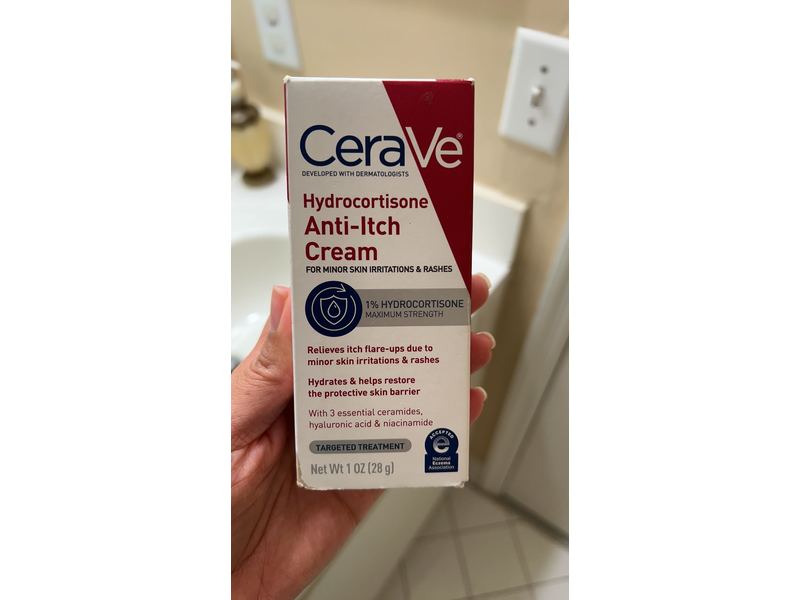 CeraVe®
DEVELOPED WITH DERMATOLOGISTS
Hydrocortisone
Anti-Itch
Cream
FOR MINOR SKIN IRRITATIONS & RASHES
1% HYDROCORTISONE
MAXIMUM STRENGTH
Relieves itch flare-ups due to
minor skin irritations & rashes
Hydrates & helps restore
the protective skin barrier
With 3 essential ceramides,
hyaluronic acid & niacinamide
TARGETED TREATMENT
Net Wt 1 OZ (28 g)
ACCEPTED
e
National
Eczema
Association